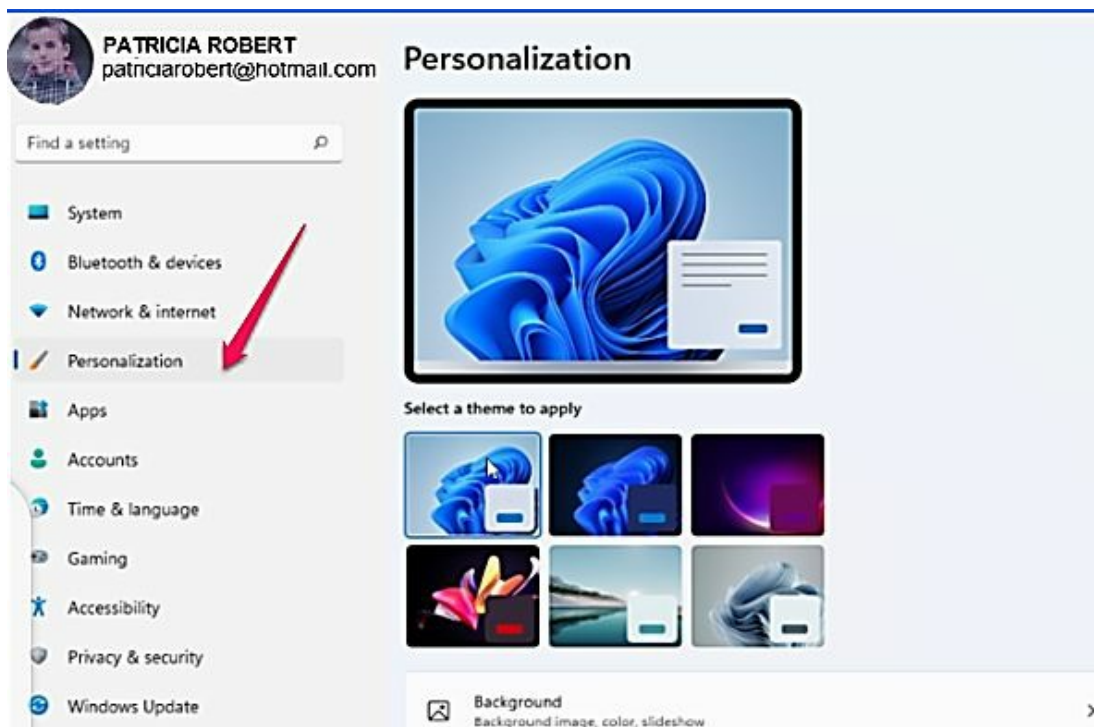 PATRICIA ROBERT
patriciarobert@hotmail.com
Find a setting
System
Bluetooth & devices
Network & internet
Personalization
Apps
Accounts
Time & language
Gaming
Accessibility
Privacy & security
Windows Update
Personalization
Select a theme to apply
Background
Background image, color, slideshow